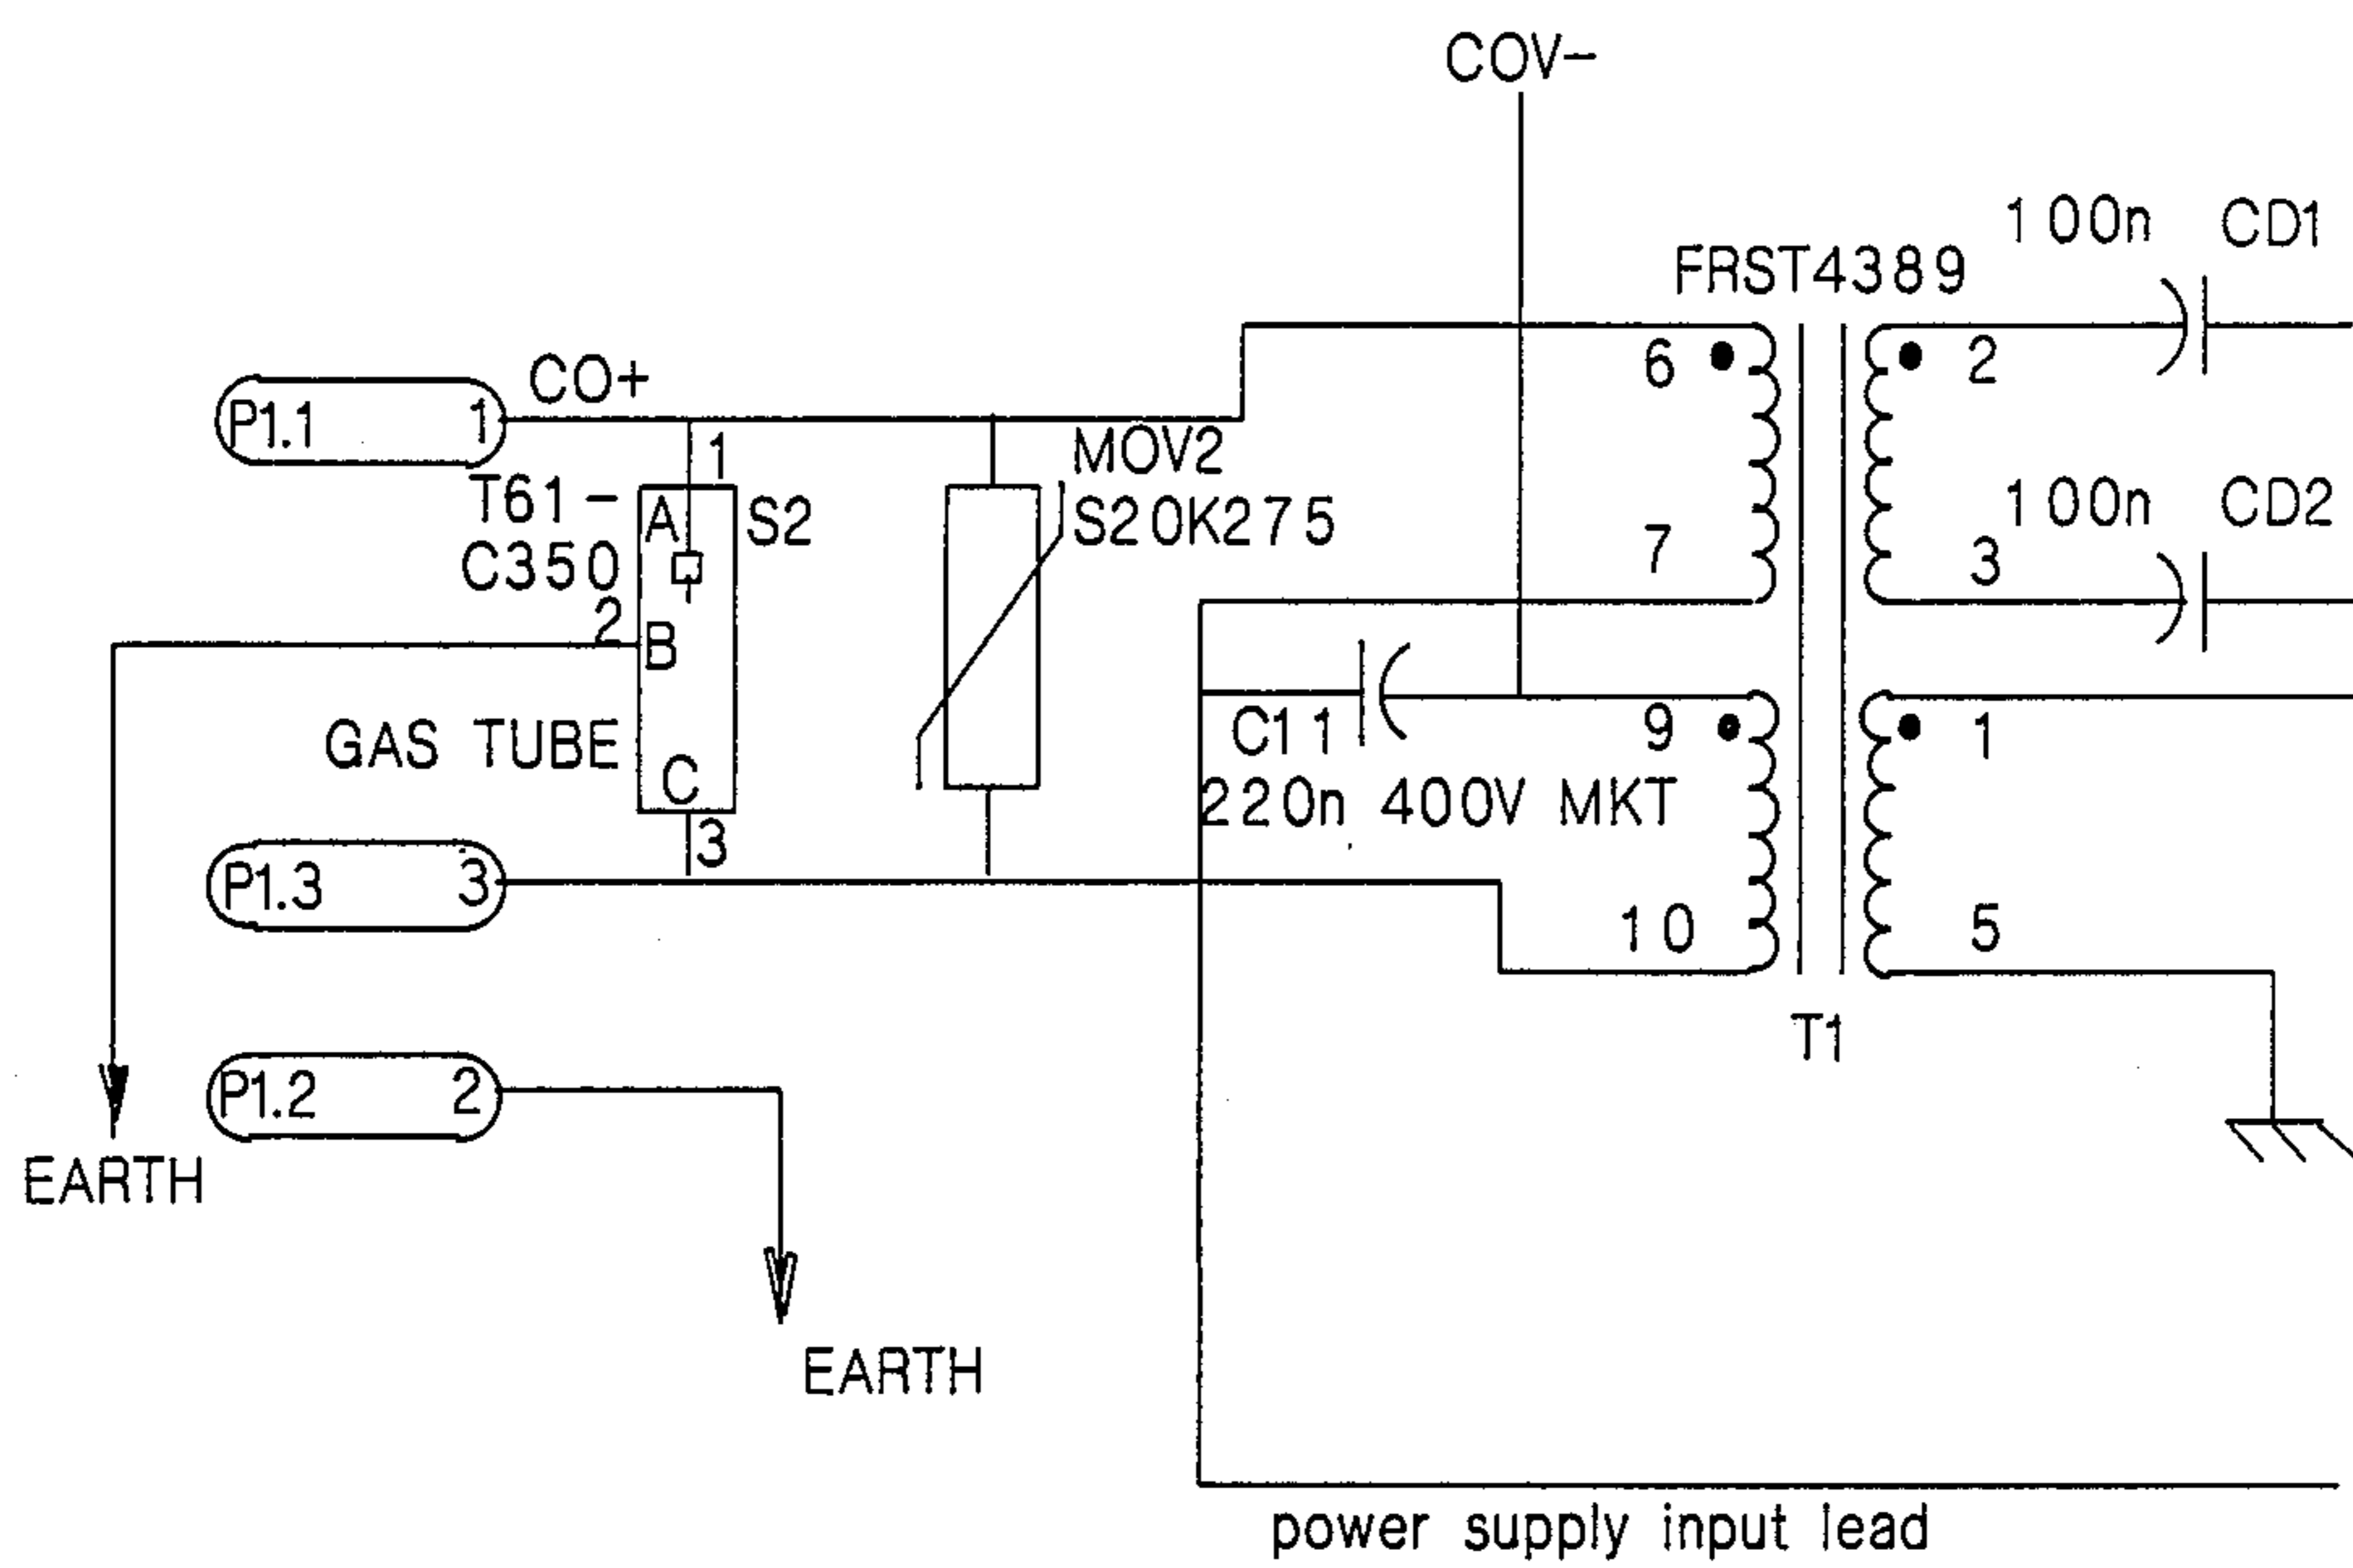 COV-
100n CD1
FRST4389
6
2
CO+
P1.1 1
1
MOV2
T61-
C350
A
S2
S20K275
100n CD2
7
3
2
B
GAS TUBE
C
3
C11
220n 400V MKT
9
1
P1.3 3
10
5
T1
P1.2 2
EARTH
EARTH
power supply input lead